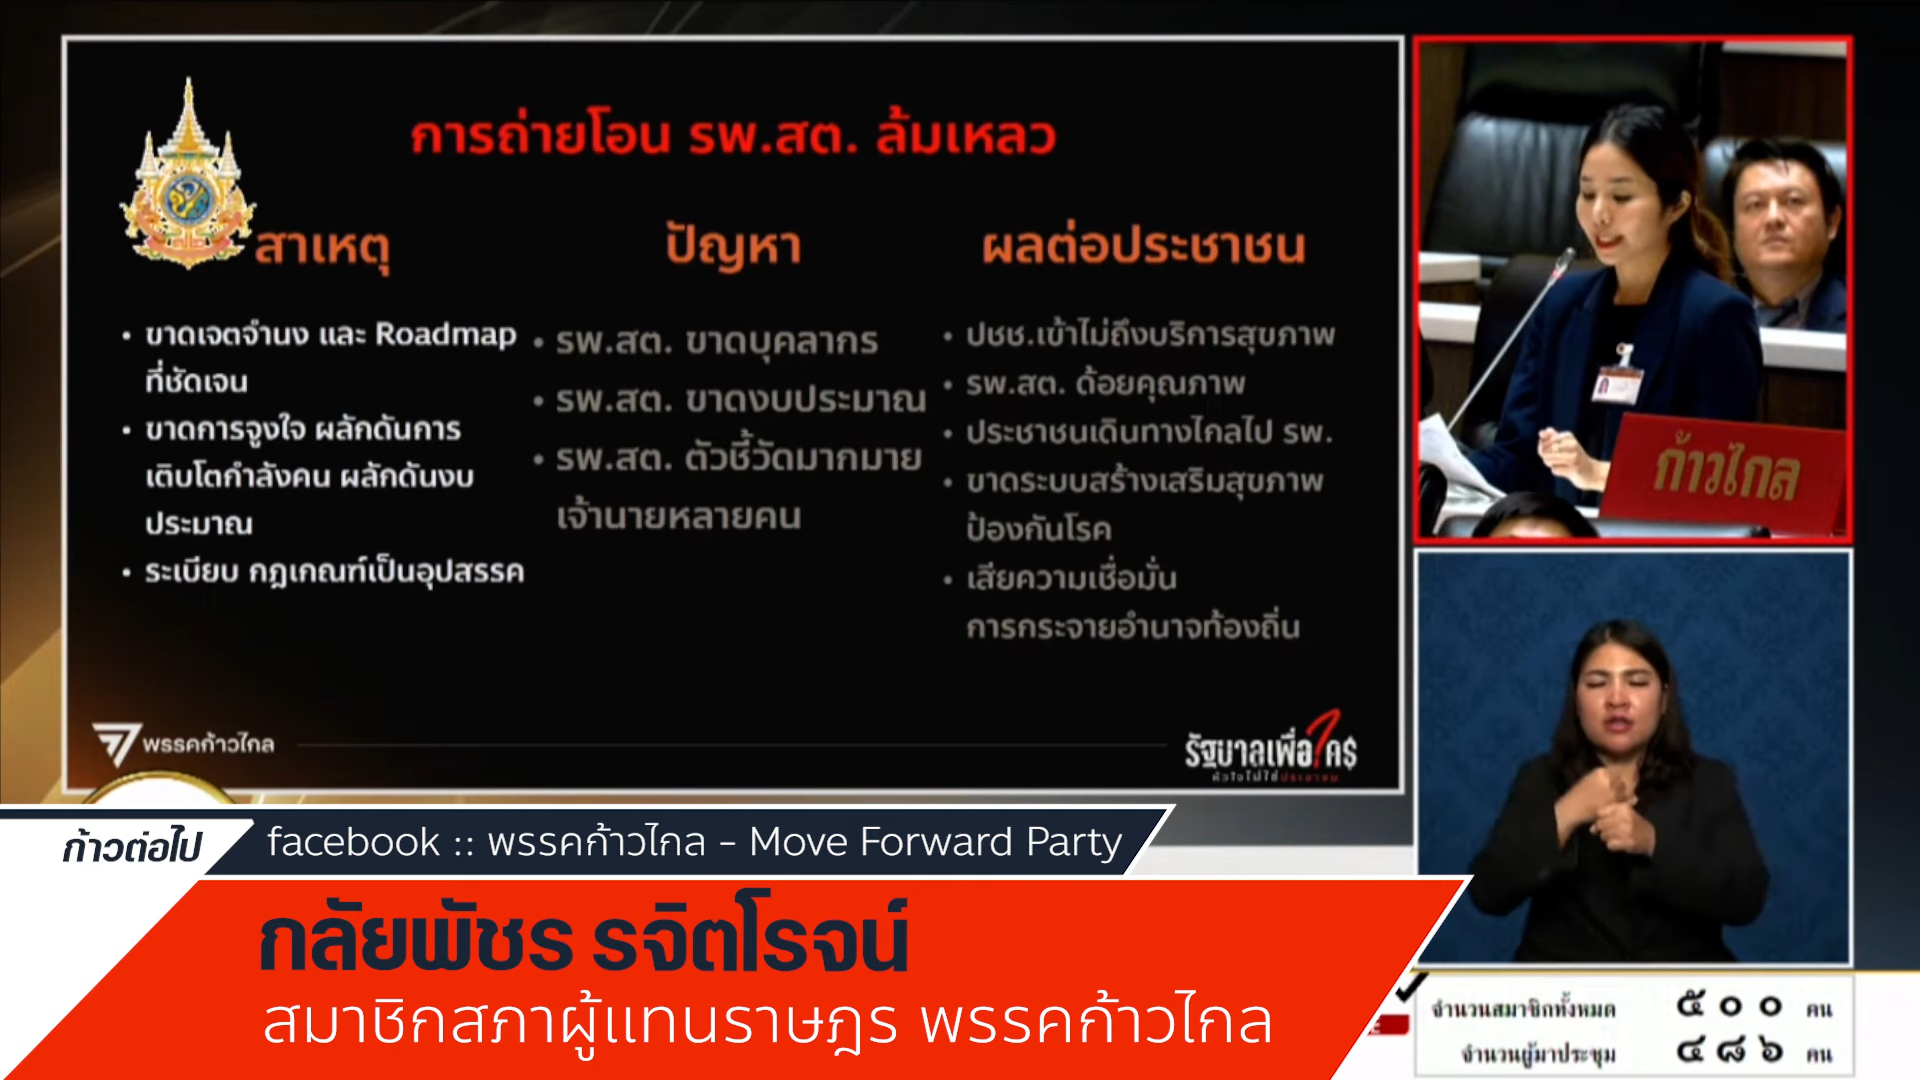 การถ่ายโอน รพ.สต. ล้มเหลว
สาเหตุ
• ขาดเจตจำนง และ Roadmap
ที่ชัดเจน
• ขาดการจูงใจ ผลักดันการ
เติบโตกำลังคน ผลักดันงบ
ประมาณ
• ระเบียบ กฎเกณฑ์เป็นอุปสรรค
ปัญหา
• รพ.สต. ขาดบุคลากร
• รพ.สต. ขาดงบประมาณ
• รพ.สต. ตัวชี้วัดมากมาย
เจ้านายหลายคน
ผลต่อประชาชน
• ปชช.เข้าไม่ถึงบริการสุขภาพ
• รพ.สต. ด้อยคุณภาพ
• ประชาชนเดินทางไกลไป รพ.
• ขาดระบบสร้างเสริมสุขภาพ
ป้องกันโรค
• เสียความเชื่อมั่น
การกระจายอำนาจท้องถิ่น
พรรคก้าวไกล
รัฐบาลเพื่อใคร$
หัวใจไม่ใช่ประชาชน
ก้าวไกล
ก้าวต่อไป
facebook :: พรรคก้าวไกล - Move Forward Party
กลัยพัชร รจิตโรจน์
สมาชิกสภาผู้แทนราษฎร พรรคก้าวไกล
จำนวนสมาชิกทั้งหมด ๕๐๐ คน
จำนวนผู้มาประชุม ๔๘๖ คน